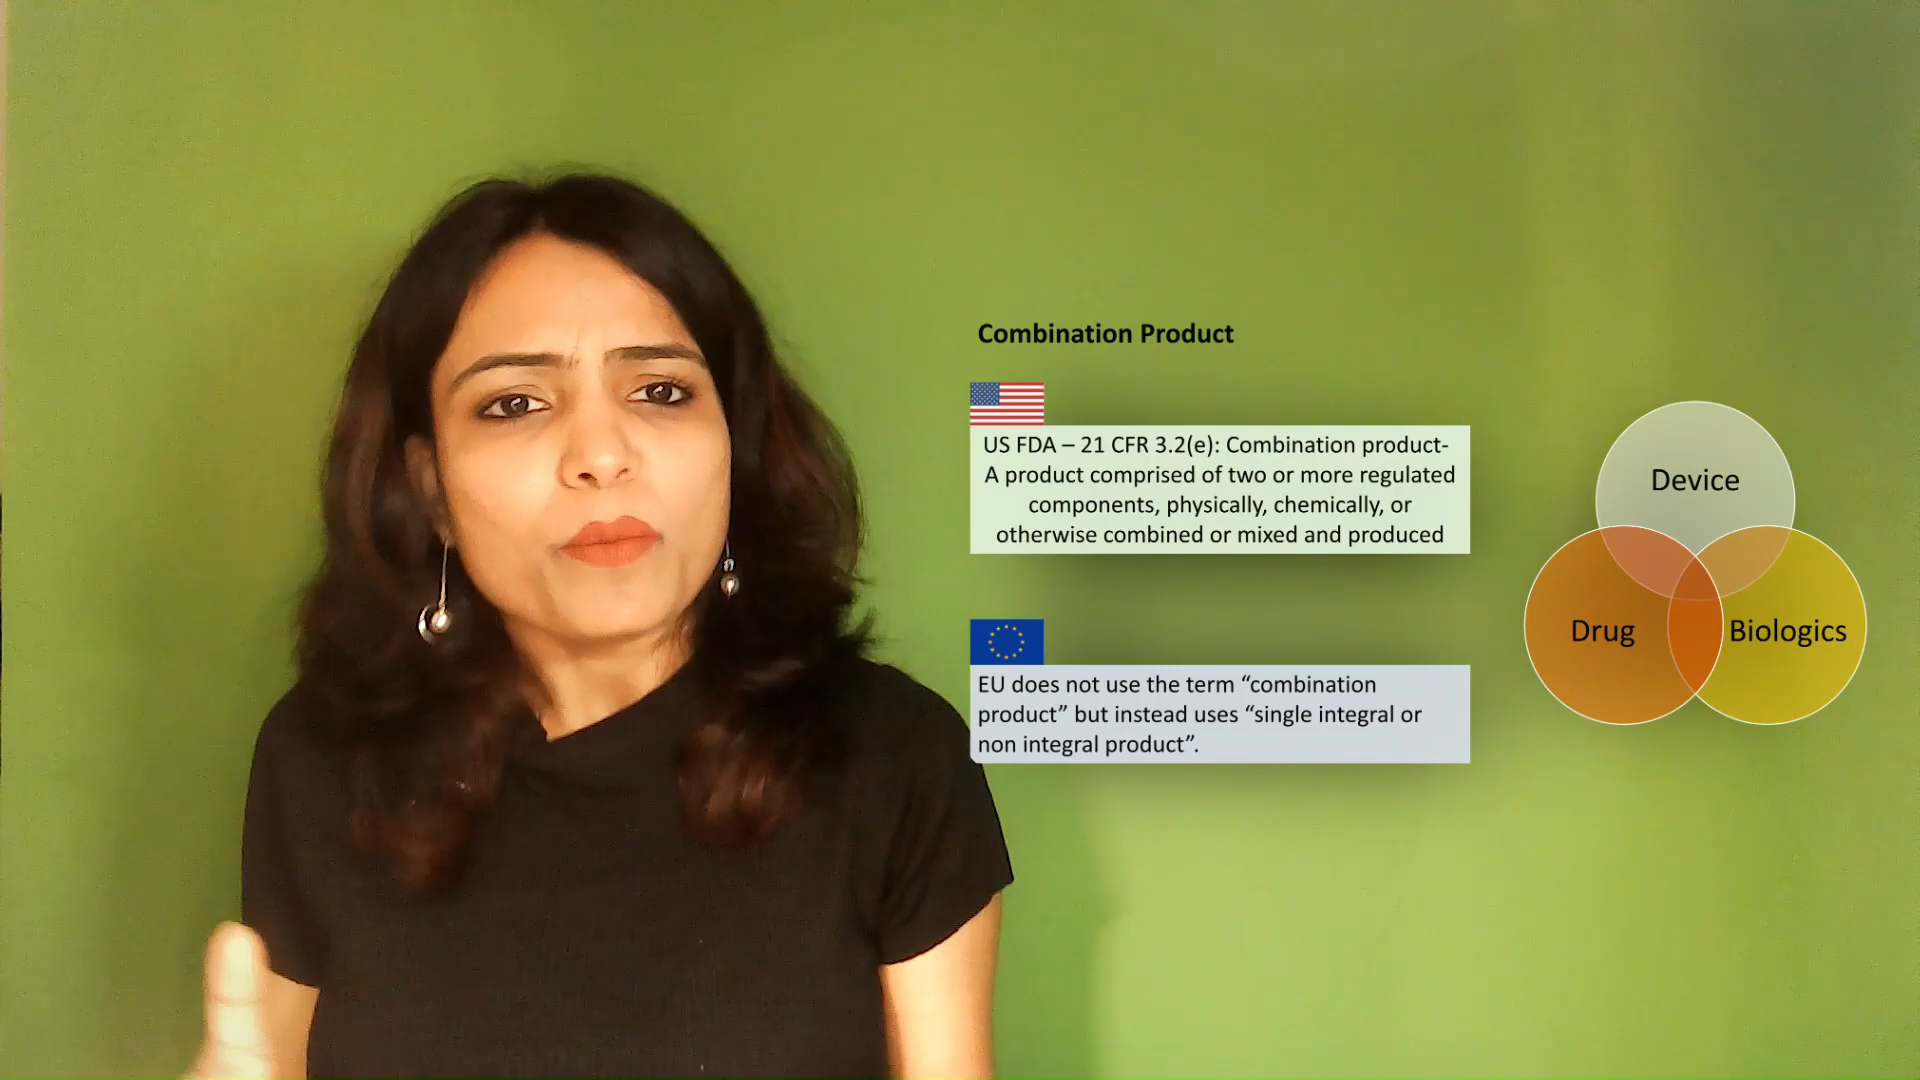 Combination Product
US FDA – 21 CFR 3.2(e): Combination product-
A product comprised of two or more regulated
components, physically, chemically, or
otherwise combined or mixed and produced
EU does not use the term “combination
product” but instead uses “single integral or
non integral product”.
Device
Drug
Biologics